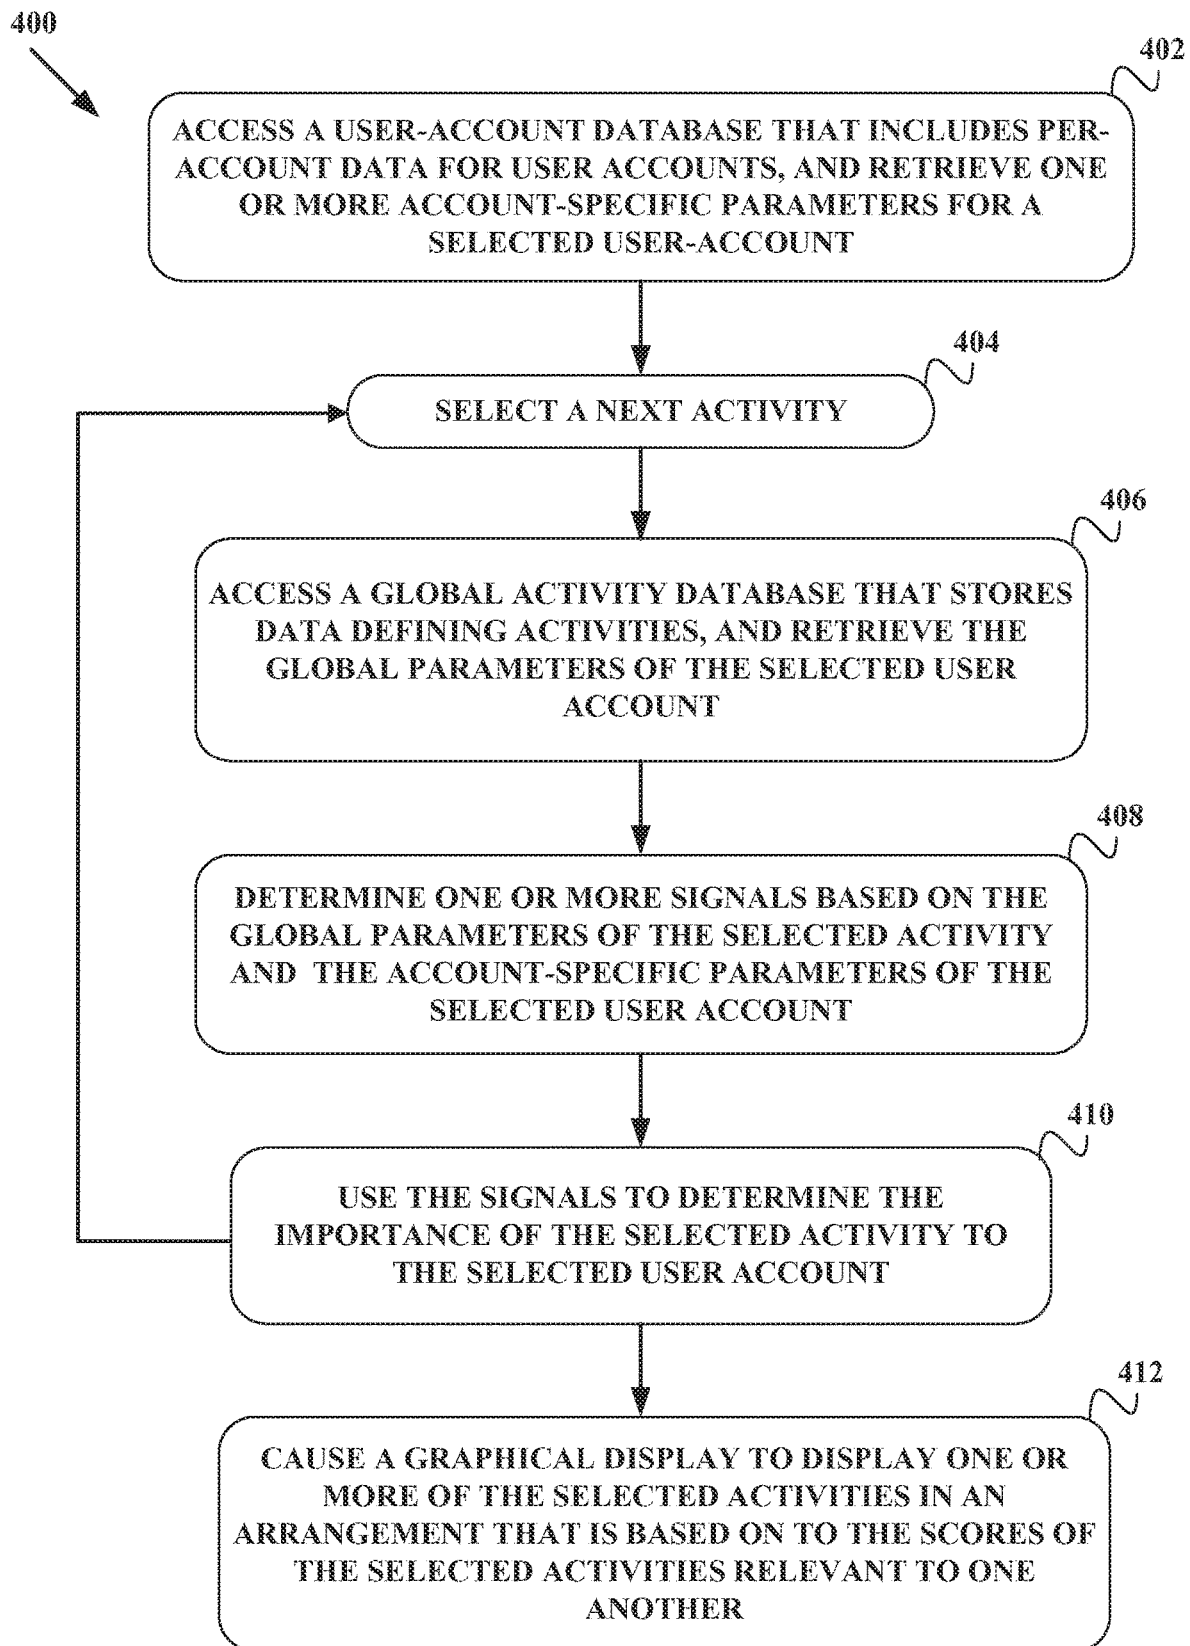 400
402
ACCESS A USER-ACCOUNT DATABASE THAT INCLUDES PER-
ACCOUNT DATA FOR USER ACCOUNTS, AND RETRIEVE ONE
OR MORE ACCOUNT-SPECIFIC PARAMETERS FOR A
SELECTED USER-ACCOUNT
404
SELECT A NEXT ACTIVITY
406
ACCESS A GLOBAL ACTIVITY DATABASE THAT STORES
DATA DEFINING ACTIVITIES, AND RETRIEVE THE
GLOBAL PARAMETERS OF THE SELECTED USER
ACCOUNT
408
DETERMINE ONE OR MORE SIGNALS BASED ON THE
GLOBAL PARAMETERS OF THE SELECTED ACTIVITY
AND THE ACCOUNT-SPECIFIC PARAMETERS OF THE
SELECTED USER ACCOUNT
410
USE THE SIGNALS TO DETERMINE THE
IMPORTANCE OF THE SELECTED ACTIVITY TO
THE SELECTED USER ACCOUNT
412
CAUSE A GRAPHICAL DISPLAY TO DISPLAY ONE OR
MORE OF THE SELECTED ACTIVITIES IN AN
ARRANGEMENT THAT IS BASED ON TO THE SCORES OF
THE SELECTED ACTIVITIES RELEVANT TO ONE
ANOTHER